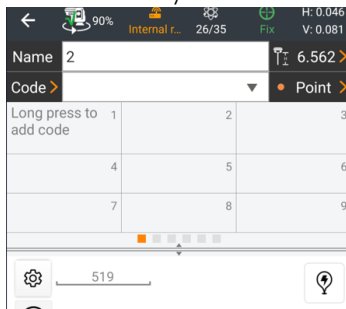 90% Internal r... 26/35 Fix H: 0.046
V: 0.081
Name 2 6.562
Code Point
Long press to add code 1 2 3
4 5 6
7 8 9
519